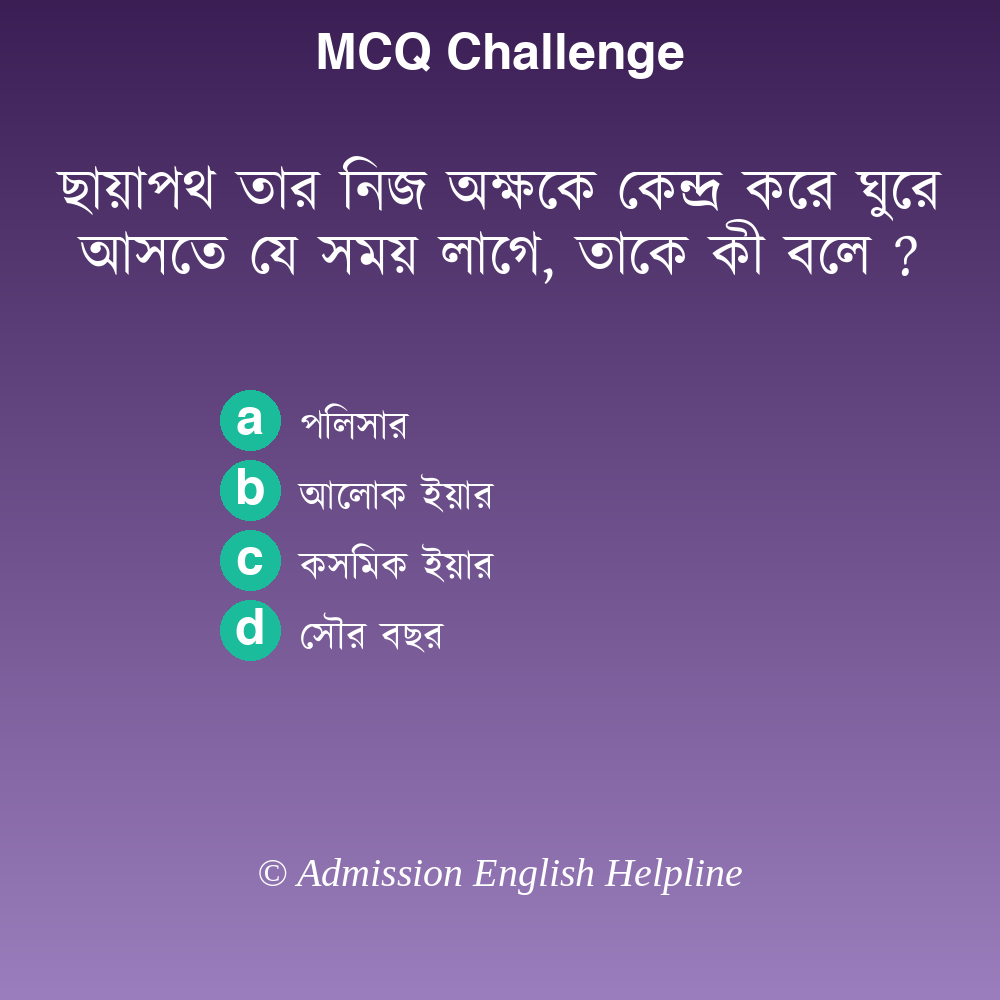 MCQ Challenge
ছায়াপথ তার নিজ অক্ষকে কেন্দ্র করে ঘুরে
আসতে যে সময় লাগে, তাকে কী বলে ?
a পলিসার
b আলোক ইয়ার
c কসমিক ইয়ার
d সৌর বছর
© Admission English Helpline